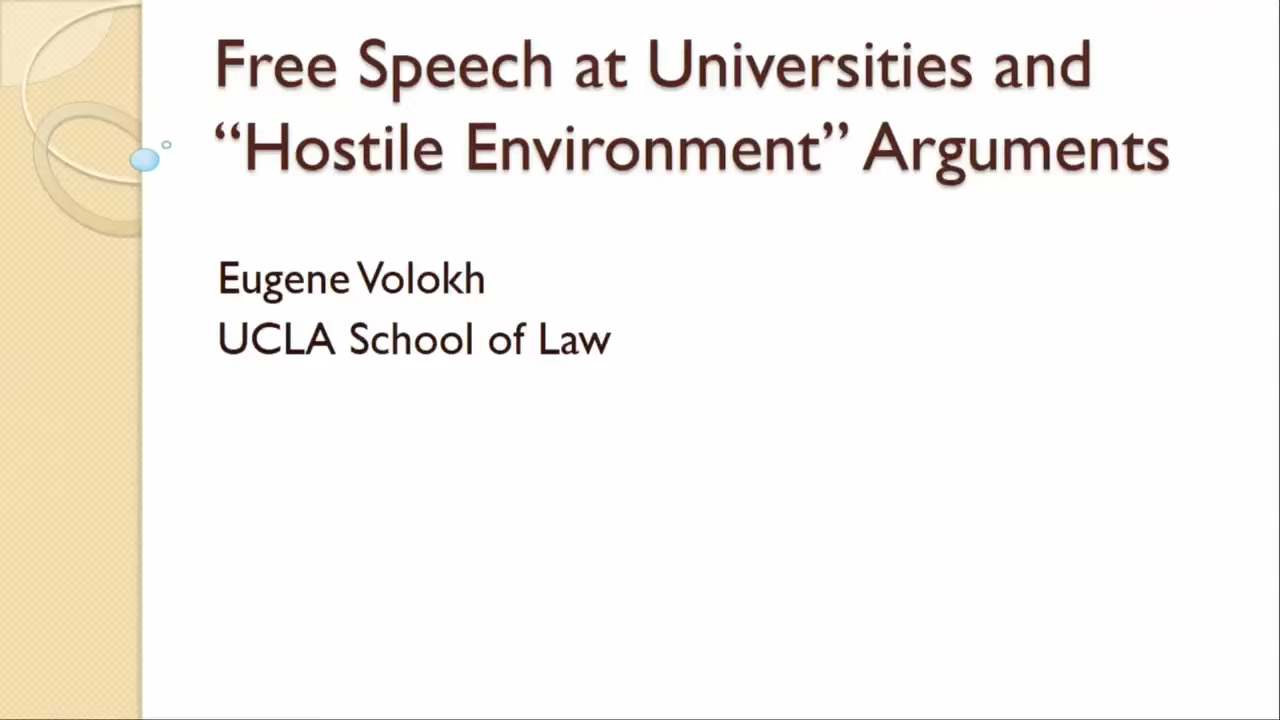 Free Speech at Universities and
“Hostile Environment” Arguments
Eugene Volokh
UCLA School of Law